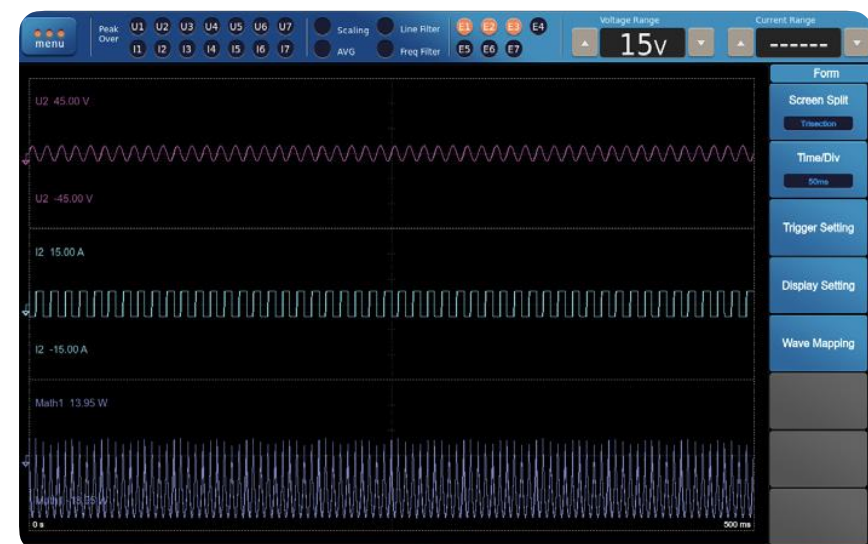 menu
Peak Over
U1 U2 U3 U4 U5 U6 U7
I1 I2 I3 I4 I5 I6 I7
Scaling
AVG
Line Filter
Freq Filter
E1 E2 E3 E4
E5 E6 E7
Voltage Range
15V
Current Range
------
Form
Screen Split
Trisection
Time/Div
50ms
Trigger Setting
Display Setting
Wave Mapping
U2 45.00 V
U2 -45.00 V
I2 15.00 A
I2 -15.00 A
Math1 13.95 W
0 s
500 ms